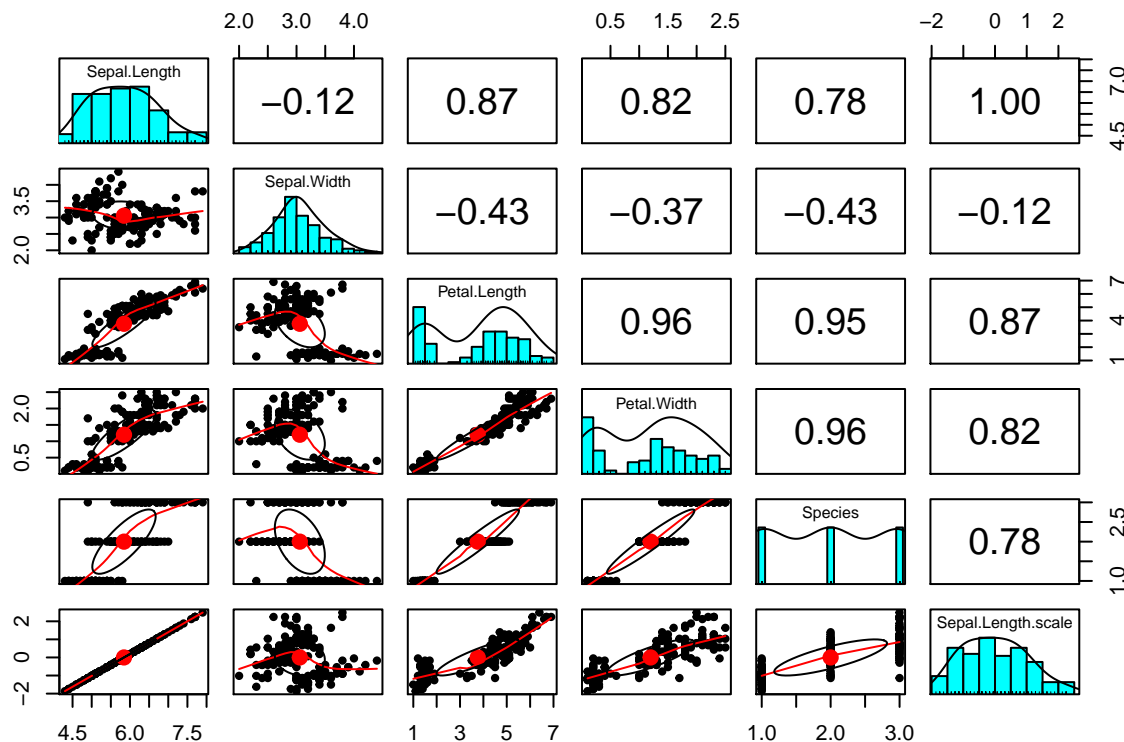 2.0 3.0 4.0 0.5 1.5 2.5 −2 0 1 2
Sepal.Length −0.12 0.87 0.82 0.78 1.00 4.5 7.0
2.0 3.5 Sepal.Width −0.43 −0.37 −0.43 −0.12
Petal.Length 0.96 0.95 0.87 1 4 7
0.5 2.0 Petal.Width 0.96 0.82
Species 0.78 1.0 2.5
−2 0 2 Sepal.Length.scale
4.5 6.0 7.5 1 2 3 4 5 6 7 1.0 2.0 3.0